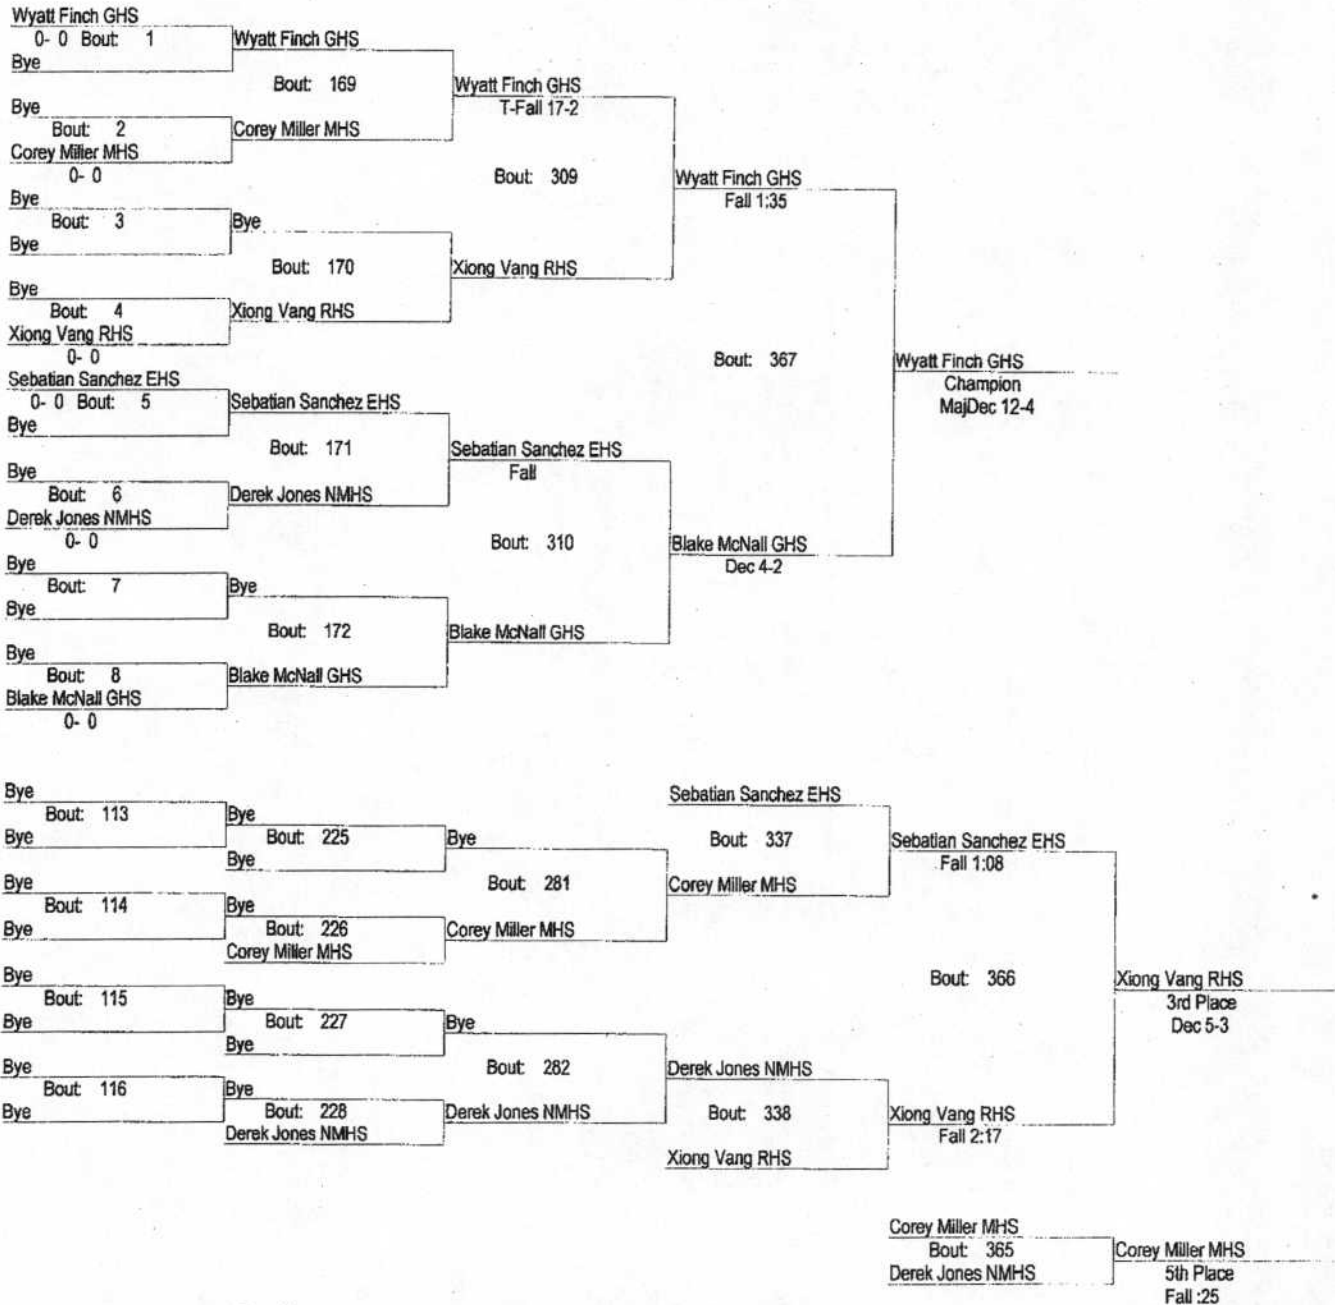 Wyatt Finch GHS
0- 0 Bout: 1
Bye
Wyatt Finch GHS
Bout: 169
Bye
Bout: 2
Corey Miller MHS
0- 0
Corey Miller MHS
Wyatt Finch GHS
T-Fall 17-2
Bout: 309
Bye
Bout: 3
Bye
Bye
Bout: 170
Bye
Bout: 4
Xiong Vang RHS
0- 0
Xiong Vang RHS
Xiong Vang RHS
Wyatt Finch GHS
Fall 1:35
Bout: 367
Sebatian Sanchez EHS
0- 0 Bout: 5
Bye
Sebatian Sanchez EHS
Bout: 171
Bye
Bout: 6
Derek Jones NMHS
0- 0
Derek Jones NMHS
Sebatian Sanchez EHS
Fall
Bout: 310
Bye
Bout: 7
Bye
Bye
Bout: 172
Bye
Bout: 8
Blake McNall GHS
0- 0
Blake McNall GHS
Blake McNall GHS
Blake McNall GHS
Dec 4-2
Wyatt Finch GHS
Champion
MajDec 12-4
Bye
Bout: 113
Bye
Bye
Bout: 225
Bye
Bye
Bout: 114
Bye
Bye
Bout: 226
Corey Miller MHS
Bye
Bout: 281
Corey Miller MHS
Sebatian Sanchez EHS
Bout: 337
Corey Miller MHS
Sebatian Sanchez EHS
Fall 1:08
Bout: 366
Bye
Bout: 115
Bye
Bye
Bout: 227
Bye
Bye
Bout: 116
Bye
Bye
Bout: 228
Derek Jones NMHS
Bye
Bout: 282
Derek Jones NMHS
Derek Jones NMHS
Bout: 338
Xiong Vang RHS
Xiong Vang RHS
Fall 2:17
Xiong Vang RHS
3rd Place
Dec 5-3
Corey Miller MHS
Bout: 365
Derek Jones NMHS
Corey Miller MHS
5th Place
Fall :25